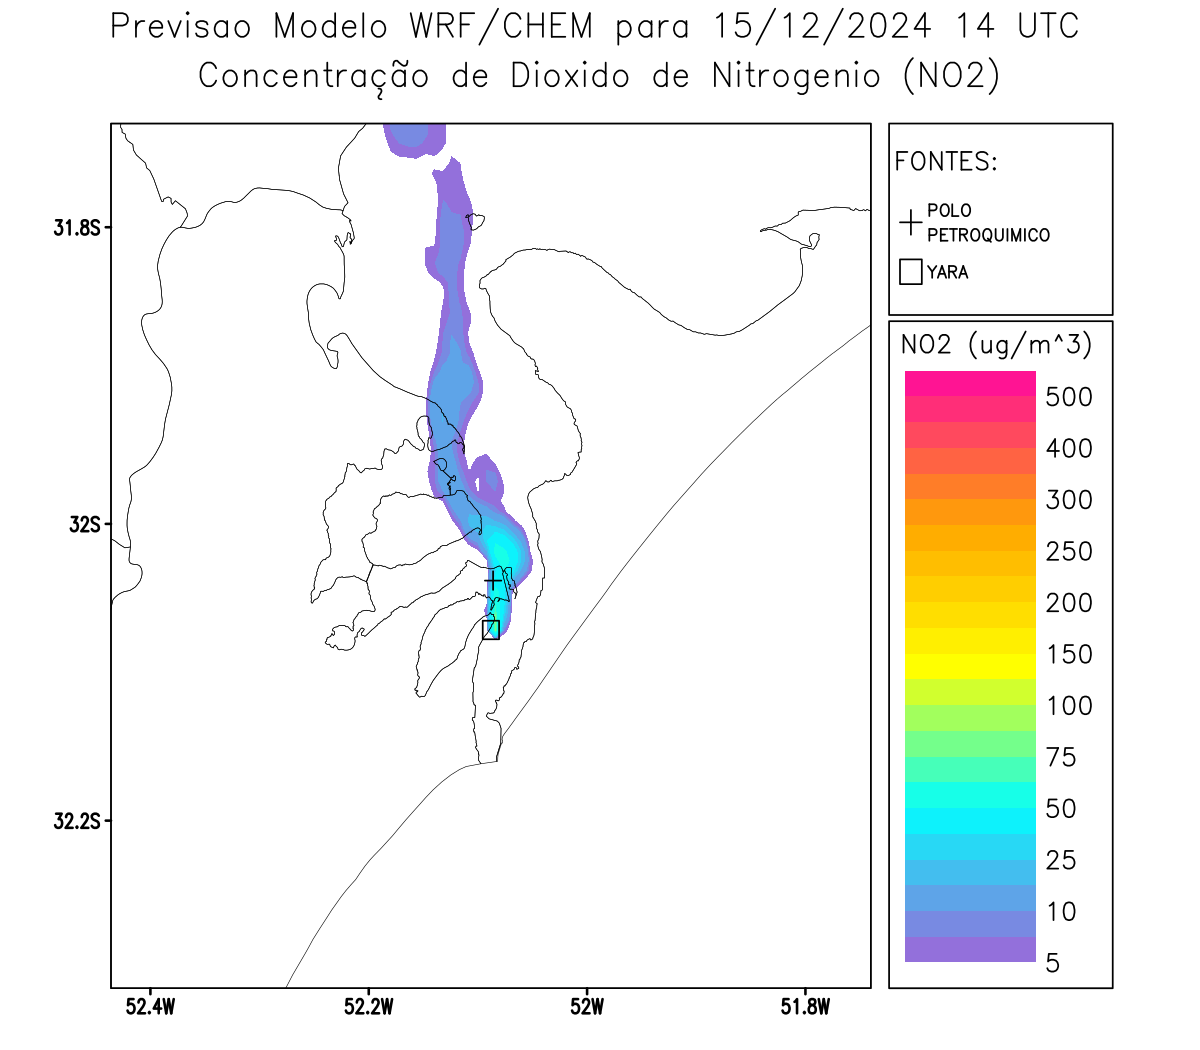 Previsao Modelo WRF/CHEM para 15/12/2024 14 UTC
Concentração de Dioxido de Nitrogenio (NO2)
FONTES:
POLO
PETROQUIMICO
YARA
NO2 (ug/m^3)
500
400
300
250
200
150
100
75
50
25
10
5
31.8S
32S
32.2S
52.4W
52.2W
52W
51.8W